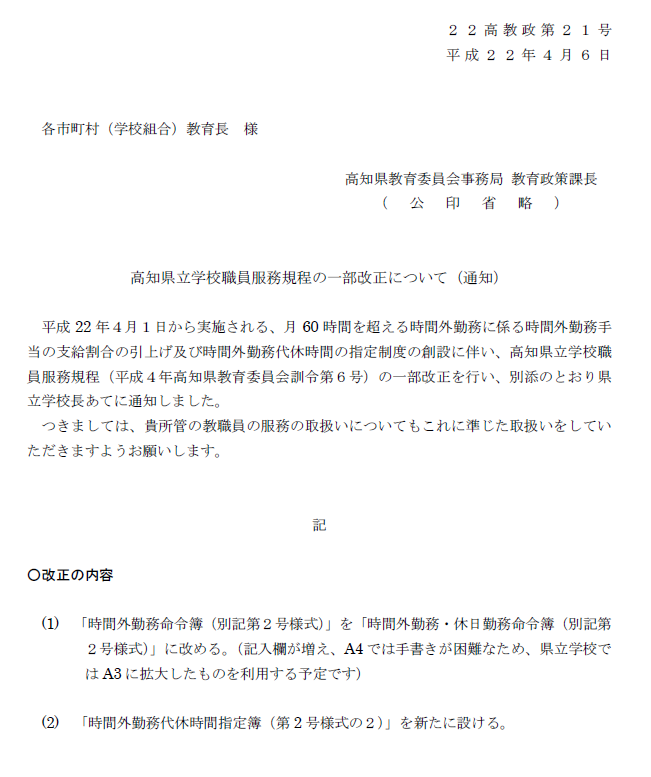 ２２高教政第２１号
平成２２年４月６日
各市町村（学校組合）教育長　様
高知県教育委員会事務局 教育政策課長
（　公　印　省　略　）
高知県立学校職員服務規程の一部改正について（通知）
平成 22 年４月１日から実施される、月 60 時間を超える時間外勤務に係る時間外勤務手
当の支給割合の引上げ及び時間外勤務代休時間の指定制度の創設に伴い、高知県立学校職
員服務規程（平成４年高知県教育委員会訓令第６号）の一部改正を行い、別添のとおり県
立学校長あてに通知しました。
つきましては、貴所管の教職員の服務の取扱いについてもこれに準じた取扱いをしてい
ただきますようお願いします。
記
〇改正の内容
(1)　「時間外勤務命令簿（別記第２号様式）」を「時間外勤務・休日勤務命令簿（別記第
２号様式）」に改める。（記入欄が増え、A4 では手書きが困難なため、県立学校で
は A3 に拡大したものを利用する予定です）
(2)　「時間外勤務代休時間指定簿（第 2 号様式の２）」を新たに設ける。